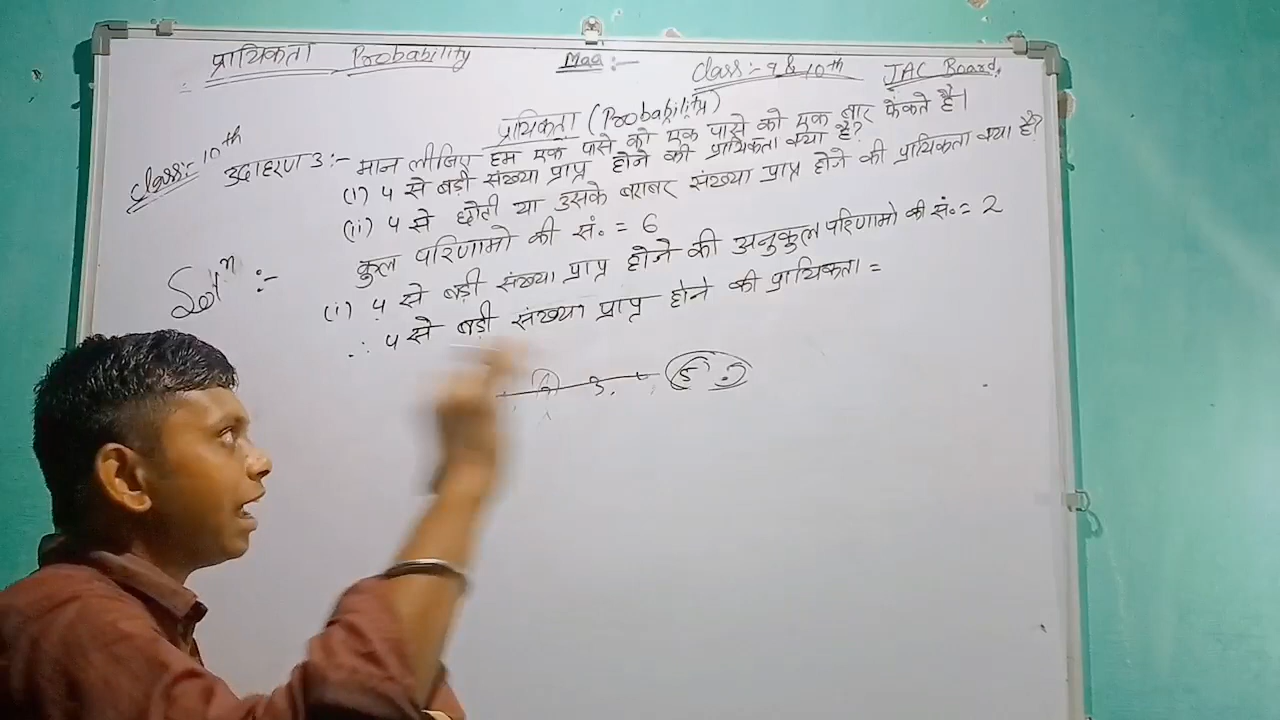 प्रायिकता Probability Maa :- Class:- 9 & 10th JAC Board,
प्रायिकता (Probability)
Class:- 10th
उदाहरण 3:- मान लीजिए हम एक पासे को एक पासे को एक बार फेंकते है।
(i) 4 से बड़ी संख्या प्राप्त होने की प्रायिकता क्या है?
(ii) 4 से छोटी या उसके बराबर संख्या प्राप्त होने की प्रायिकता क्या है?
Solⁿ :- कुल परिणामो की सं॰ = 6
(i) 4 से बड़ी संख्या प्राप्त होने की अनुकुल परिणामो की सं॰ = 2
∴ 4 से बड़ी संख्या प्राप्त होने की प्रायिकता =